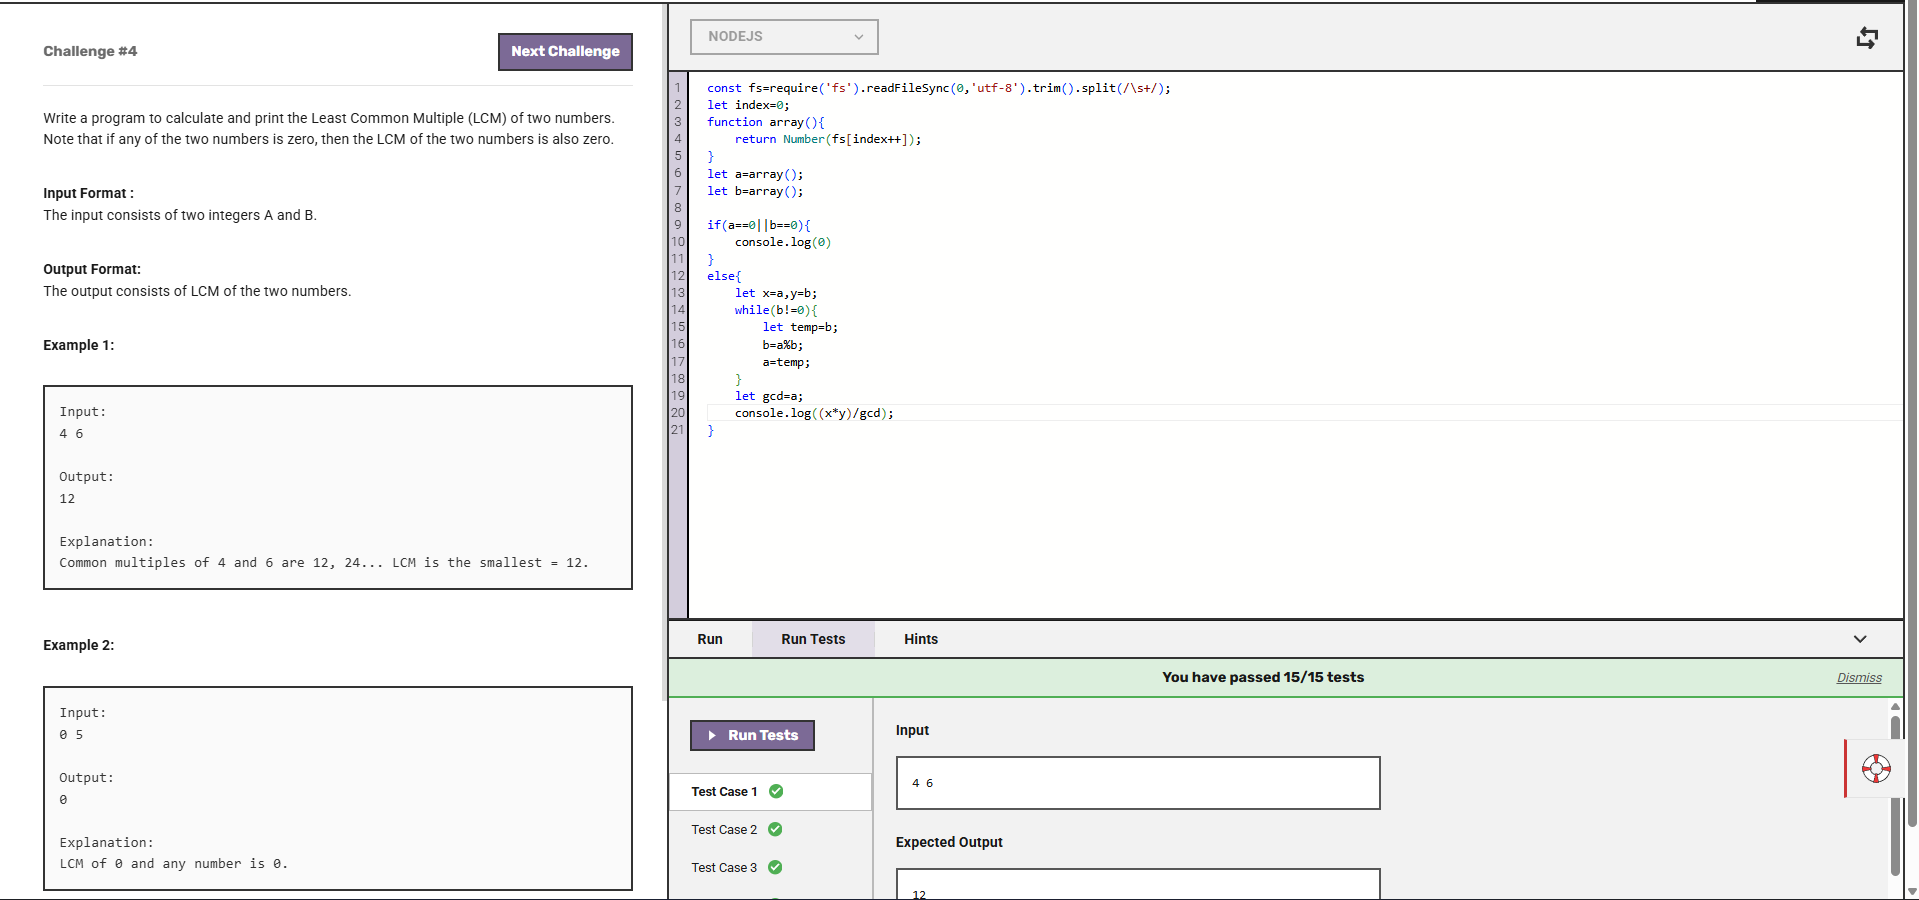 Challenge #4
Next Challenge
Write a program to calculate and print the Least Common Multiple (LCM) of two numbers.
Note that if any of the two numbers is zero, then the LCM of the two numbers is also zero.
Input Format :
The input consists of two integers A and B.
Output Format:
The output consists of LCM of the two numbers.
Example 1:
Input:
4 6
Output:
12
Explanation:
Common multiples of 4 and 6 are 12, 24... LCM is the smallest = 12.
Example 2:
Input:
0 5
Output:
0
Explanation:
LCM of 0 and any number is 0.
NODEJS
1 const fs=require('fs').readFileSync(0,'utf-8').trim().split(/\s+/);
2 let index=0;
3 function array(){
4     return Number(fs[index++]);
5 }
6 let a=array();
7 let b=array();
8
9 if(a==0||b==0){
10     console.log(0)
11 }
12 else{
13     let x=a,y=b;
14     while(b!=0){
15         let temp=b;
16         b=a%b;
17         a=temp;
18     }
19     let gcd=a;
20     console.log((x*y)/gcd);
21 }
Run Run Tests Hints
You have passed 15/15 tests Dismiss
Run Tests
Test Case 1
Test Case 2
Test Case 3
Input
4 6
Expected Output
12